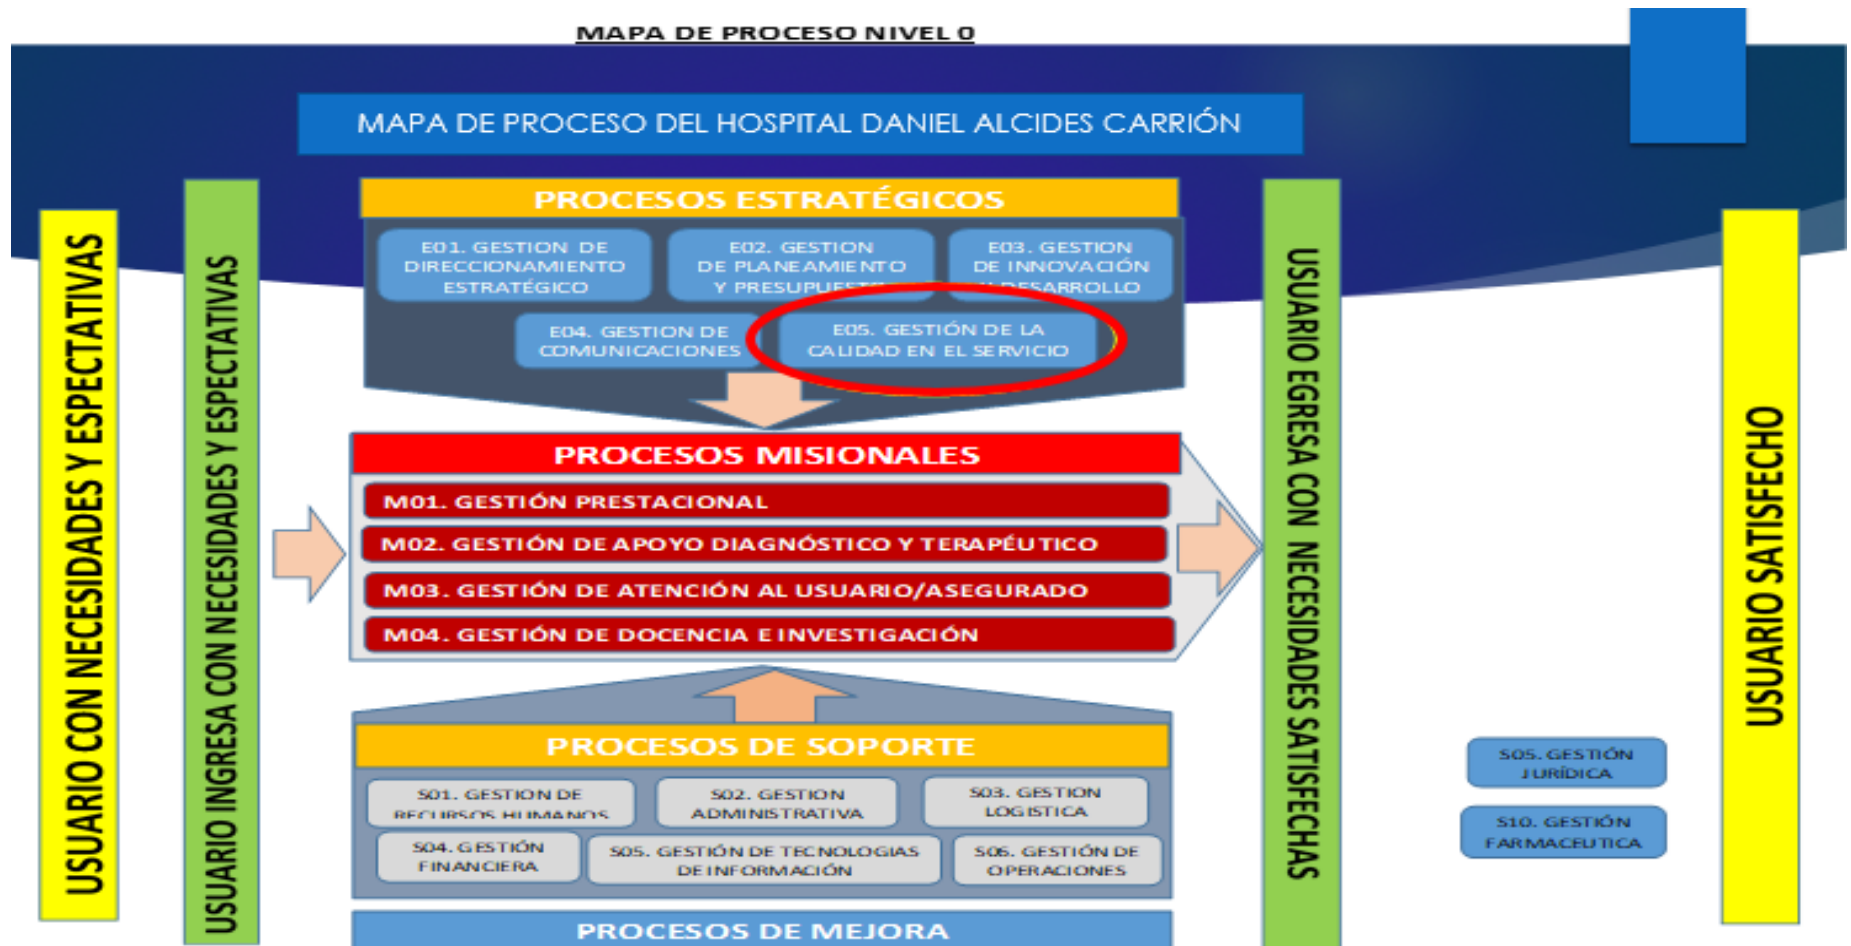 MAPA DE PROCESO NIVEL 0
MAPA DE PROCESO DEL HOSPITAL DANIEL ALCIDES CARRIÓN
USUARIO CON NECESIDADES Y ESPECTATIVAS
USUARIO INGRESA CON NECESIDADES Y ESPECTATIVAS
PROCESOS ESTRATÉGICOS
E01. GESTION DE
DIRECCIONAMIENTO
ESTRATÉGICO
E02. GESTION
DE PLANEAMIENTO
Y PRESUPUESTO
E03. GESTION
DE INNOVACIÓN
Y DESARROLLO
E04. GESTION DE
COMUNICACIONES
E05. GESTIÓN DE LA
CALIDAD EN EL SERVICIO
PROCESOS MISIONALES
M01. GESTIÓN PRESTACIONAL
M02. GESTIÓN DE APOYO DIAGNÓSTICO Y TERAPÉUTICO
M03. GESTIÓN DE ATENCIÓN AL USUARIO/ASEGURADO
M04. GESTIÓN DE DOCENCIA E INVESTIGACIÓN
PROCESOS DE SOPORTE
S01. GESTION DE
RECURSOS HUMANOS
S02. GESTION
ADMINISTRATIVA
S03. GESTION
LOGISTICA
S04. GESTIÓN
FINANCIERA
S05. GESTIÓN DE TECNOLOGIAS
DE INFORMACIÓN
S06. GESTIÓN DE
OPERACIONES
PROCESOS DE MEJORA
USUARIO EGRESA CON NECESIDADES SATISFECHAS
S05. GESTIÓN
JURÍDICA
S10. GESTIÓN
FARMACEUTICA
USUARIO SATISFECHO